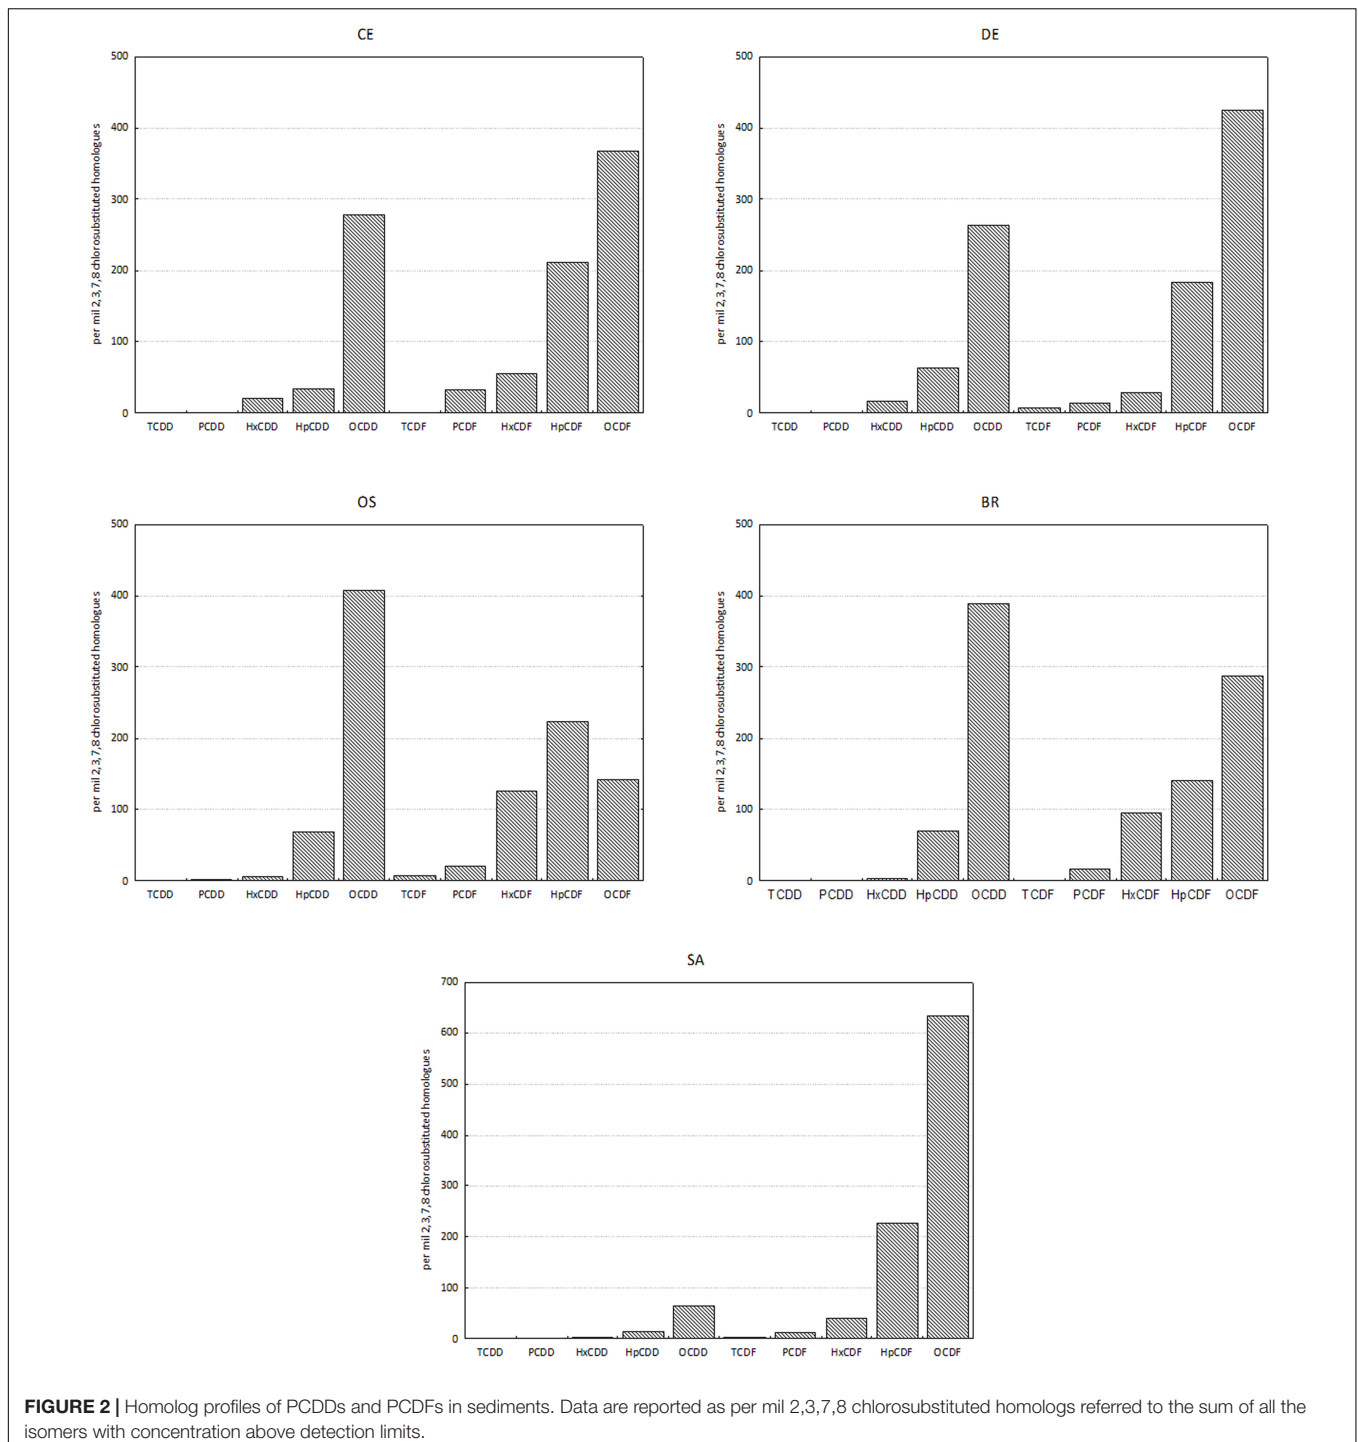 CE
500
400
300
200
100
0
per mil 2,3,7,8 chlorosubstituted homologues
TCDD PCDD HxCDD HpCDD OCDD TCDF PCDF HxCDF HpCDF OCDF
DE
500
400
300
200
100
0
per mil 2,3,7,8 chlorosubstituted homologues
TCDD PCDD HxCDD HpCDD OCDD TCDF PCDF HxCDF HpCDF OCDF
OS
500
400
300
200
100
0
per mil 2,3,7,8 chlorosubstituted homologues
TCDD PCDD HxCDD HpCDD OCDD TCDF PCDF HxCDF HpCDF OCDF
BR
500
400
300
200
100
0
per mil 2,3,7,8 chlorosubstituted homologues
TCDD PCDD HxCDD HpCDD OCDD TCDF PCDF HxCDF HpCDF OCDF
SA
700
600
500
400
300
200
100
0
per mil 2,3,7,8 chlorosubstituted homologues
TCDD PCDD HxCDD HpCDD OCDD TCDF PCDF HxCDF HpCDF OCDF
FIGURE 2 | Homolog profiles of PCDDs and PCDFs in sediments. Data are reported as per mil 2,3,7,8 chlorosubstituted homologs referred to the sum of all the
isomers with concentration above detection limits.